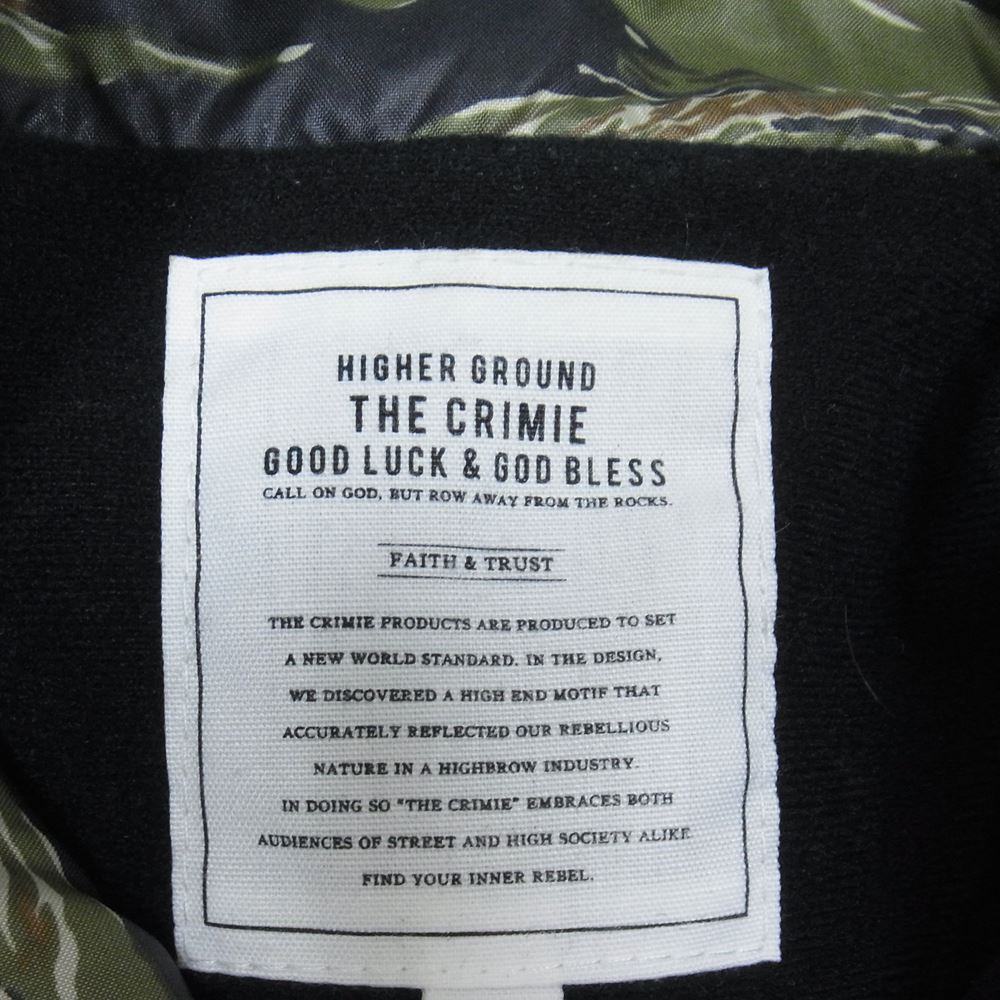 HIGHER GROUND
THE CRIMIE
GOOD LUCK & GOD BLESS
CALL ON GOD, BUT ROW AWAY FROM THE ROCKS.
FAITH & TRUST
THE CRIMIE PRODUCTS ARE PRODUCED TO SET
A NEW WORLD STANDARD. IN THE DESIGN,
WE DISCOVERED A HIGH END MOTIF THAT
ACCURATELY REFLECTED OUR REBELLIOUS
NATURE IN A HIGHBROW INDUSTRY.
IN DOING SO "THE CRIMIE" EMBRACES BOTH
AUDIENCES OF STREET AND HIGH SOCIETY ALIKE.
FIND YOUR INNER REBEL.